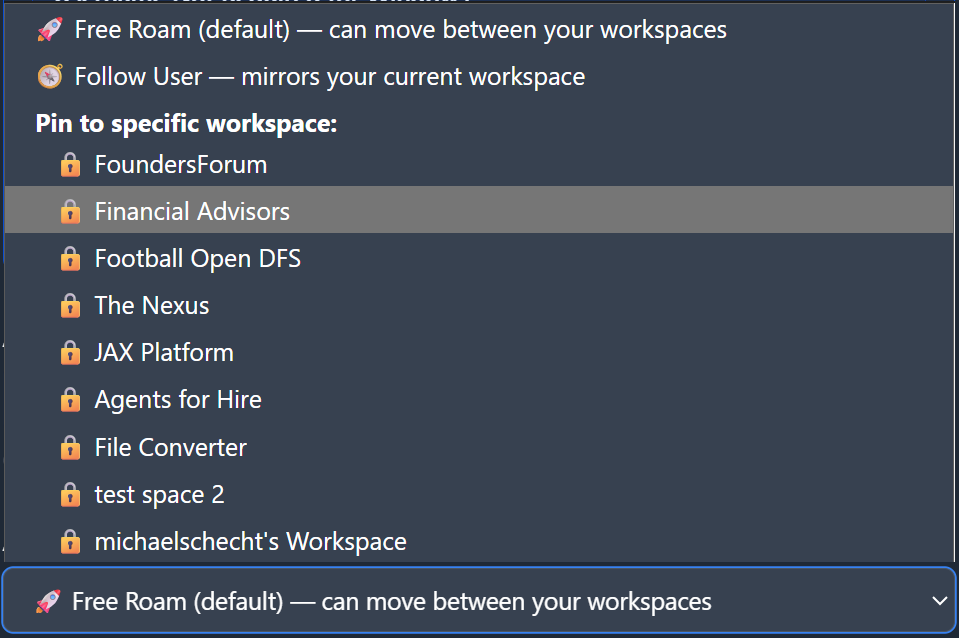 🚀 Free Roam (default) — can move between your workspaces
🧭 Follow User — mirrors your current workspace
Pin to specific workspace:
🔒 FoundersForum
🔒 Financial Advisors
🔒 Football Open DFS
🔒 The Nexus
🔒 JAX Platform
🔒 Agents for Hire
🔒 File Converter
🔒 test space 2
🔒 michaelschecht's Workspace
🚀 Free Roam (default) — can move between your workspaces